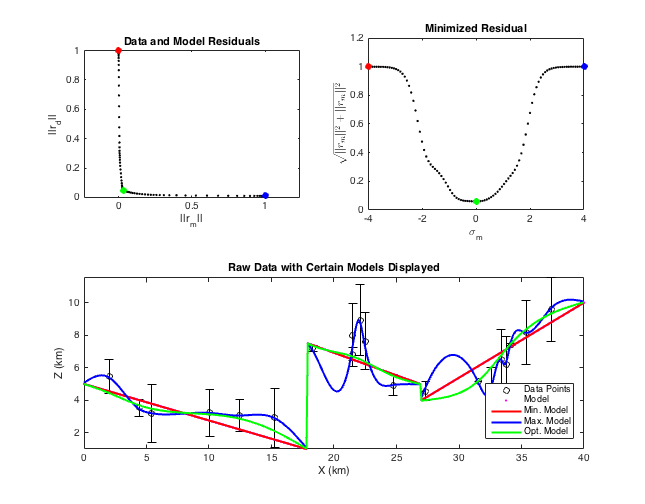 Data and Model Residuals
1
0.8
0.6
0.4
0.2
0
0
0.5
1
||r_d||
||r_m||
Minimized Residual
1.2
1
0.8
0.6
0.4
0.2
0
-4
-2
0
2
4
√||r_m||² + ||r_m||²
σ_m
Raw Data with Certain Models Displayed
10
8
6
4
2
0
5
10
15
20
25
30
35
40
Z (km)
X (km)
Data Points
Model
Min. Model
Max. Model
Opt. Model